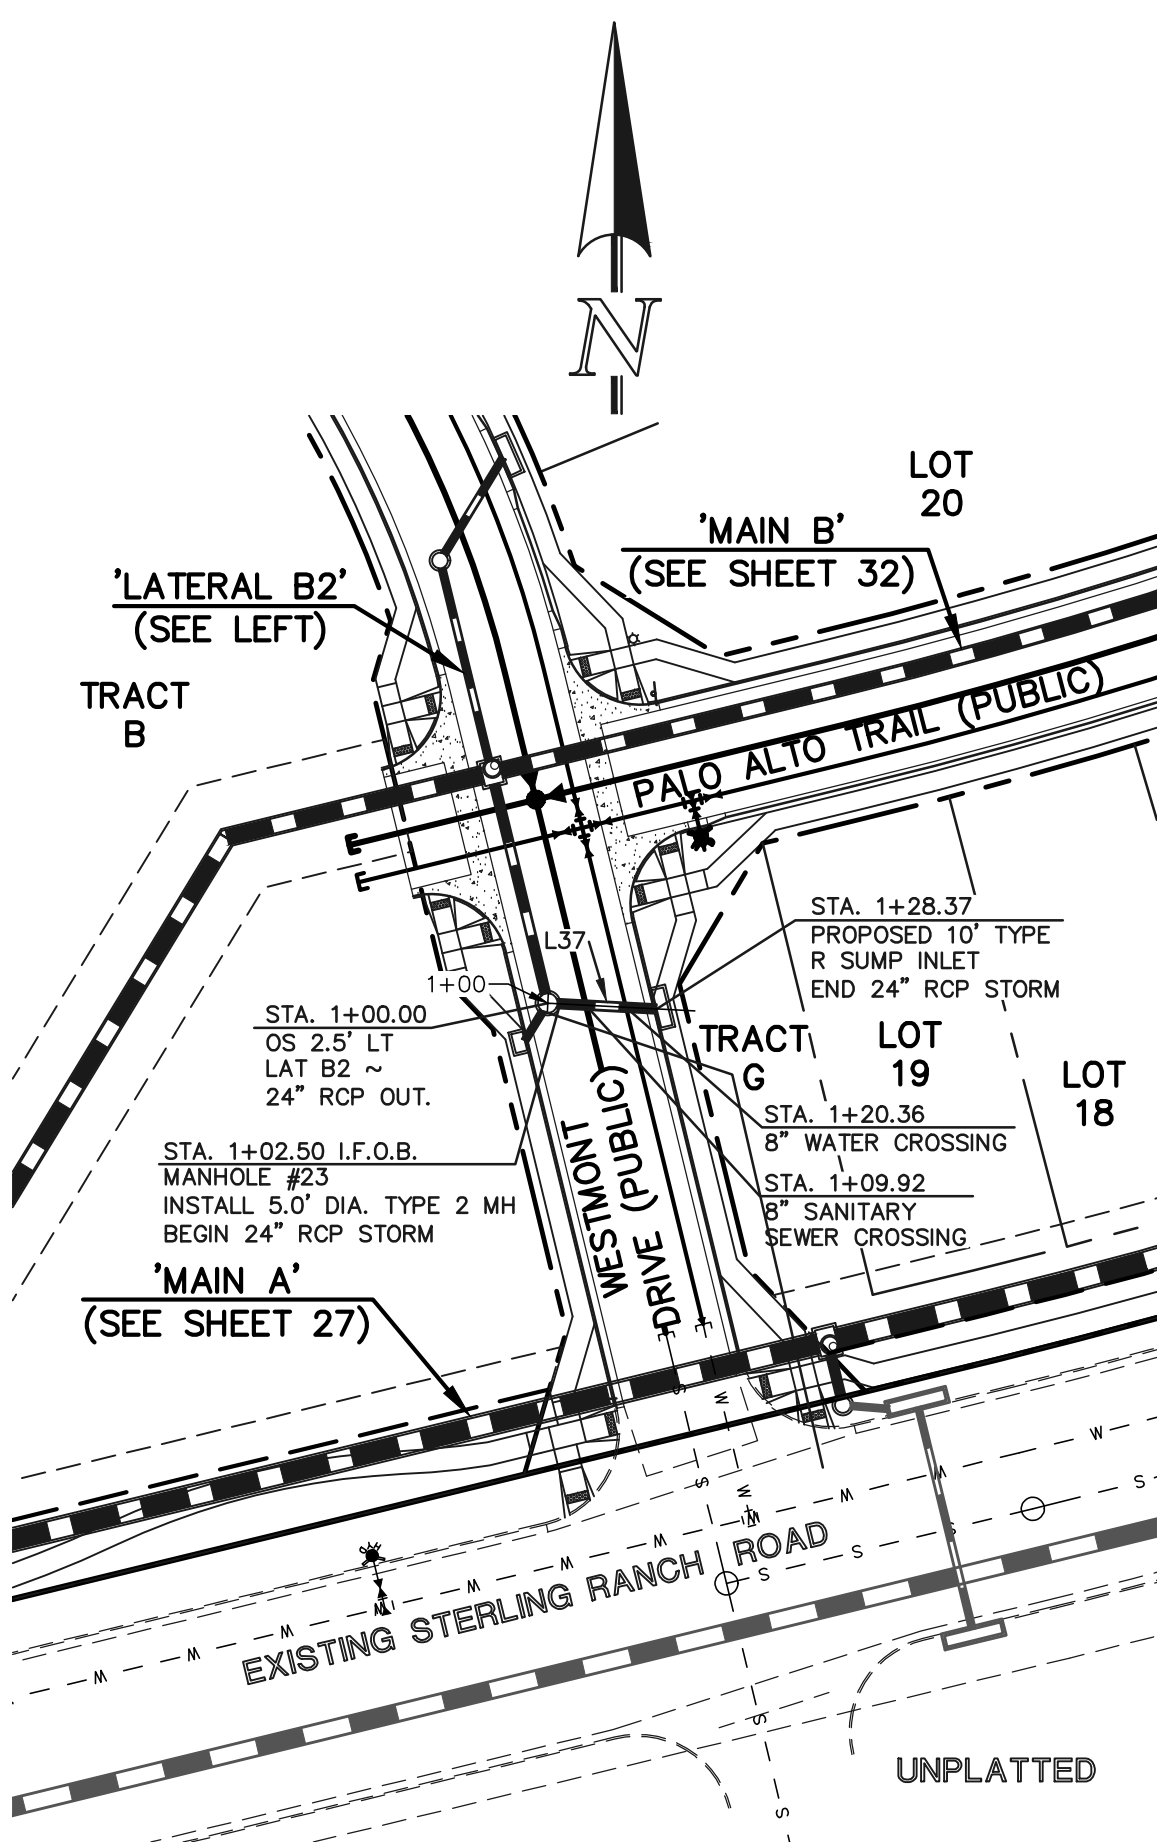 N
LOT
20
'MAIN B'
(SEE SHEET 32)
'LATERAL B2'
(SEE LEFT)
TRACT
B
PALO ALTO TRAIL (PUBLIC)
STA. 1+28.37
PROPOSED 10' TYPE
R SUMP INLET
END 24" RCP STORM
L37
1+00
STA. 1+00.00
OS 2.5' LT
LAT B2 ~
24" RCP OUT.
TRACT
G
LOT
19
LOT
18
STA. 1+20.36
8" WATER CROSSING
STA. 1+02.50 I.F.O.B.
MANHOLE #23
INSTALL 5.0' DIA. TYPE 2 MH
BEGIN 24" RCP STORM
STA. 1+09.92
8" SANITARY
SEWER CROSSING
WESTMONT
DRIVE (PUBLIC)
'MAIN A'
(SEE SHEET 27)
S
W
S
W
W
W
W
S
S
W
W
S
S
W
W
W
W
W
W
EXISTING STERLING RANCH ROAD
S
S
UNPLATTED